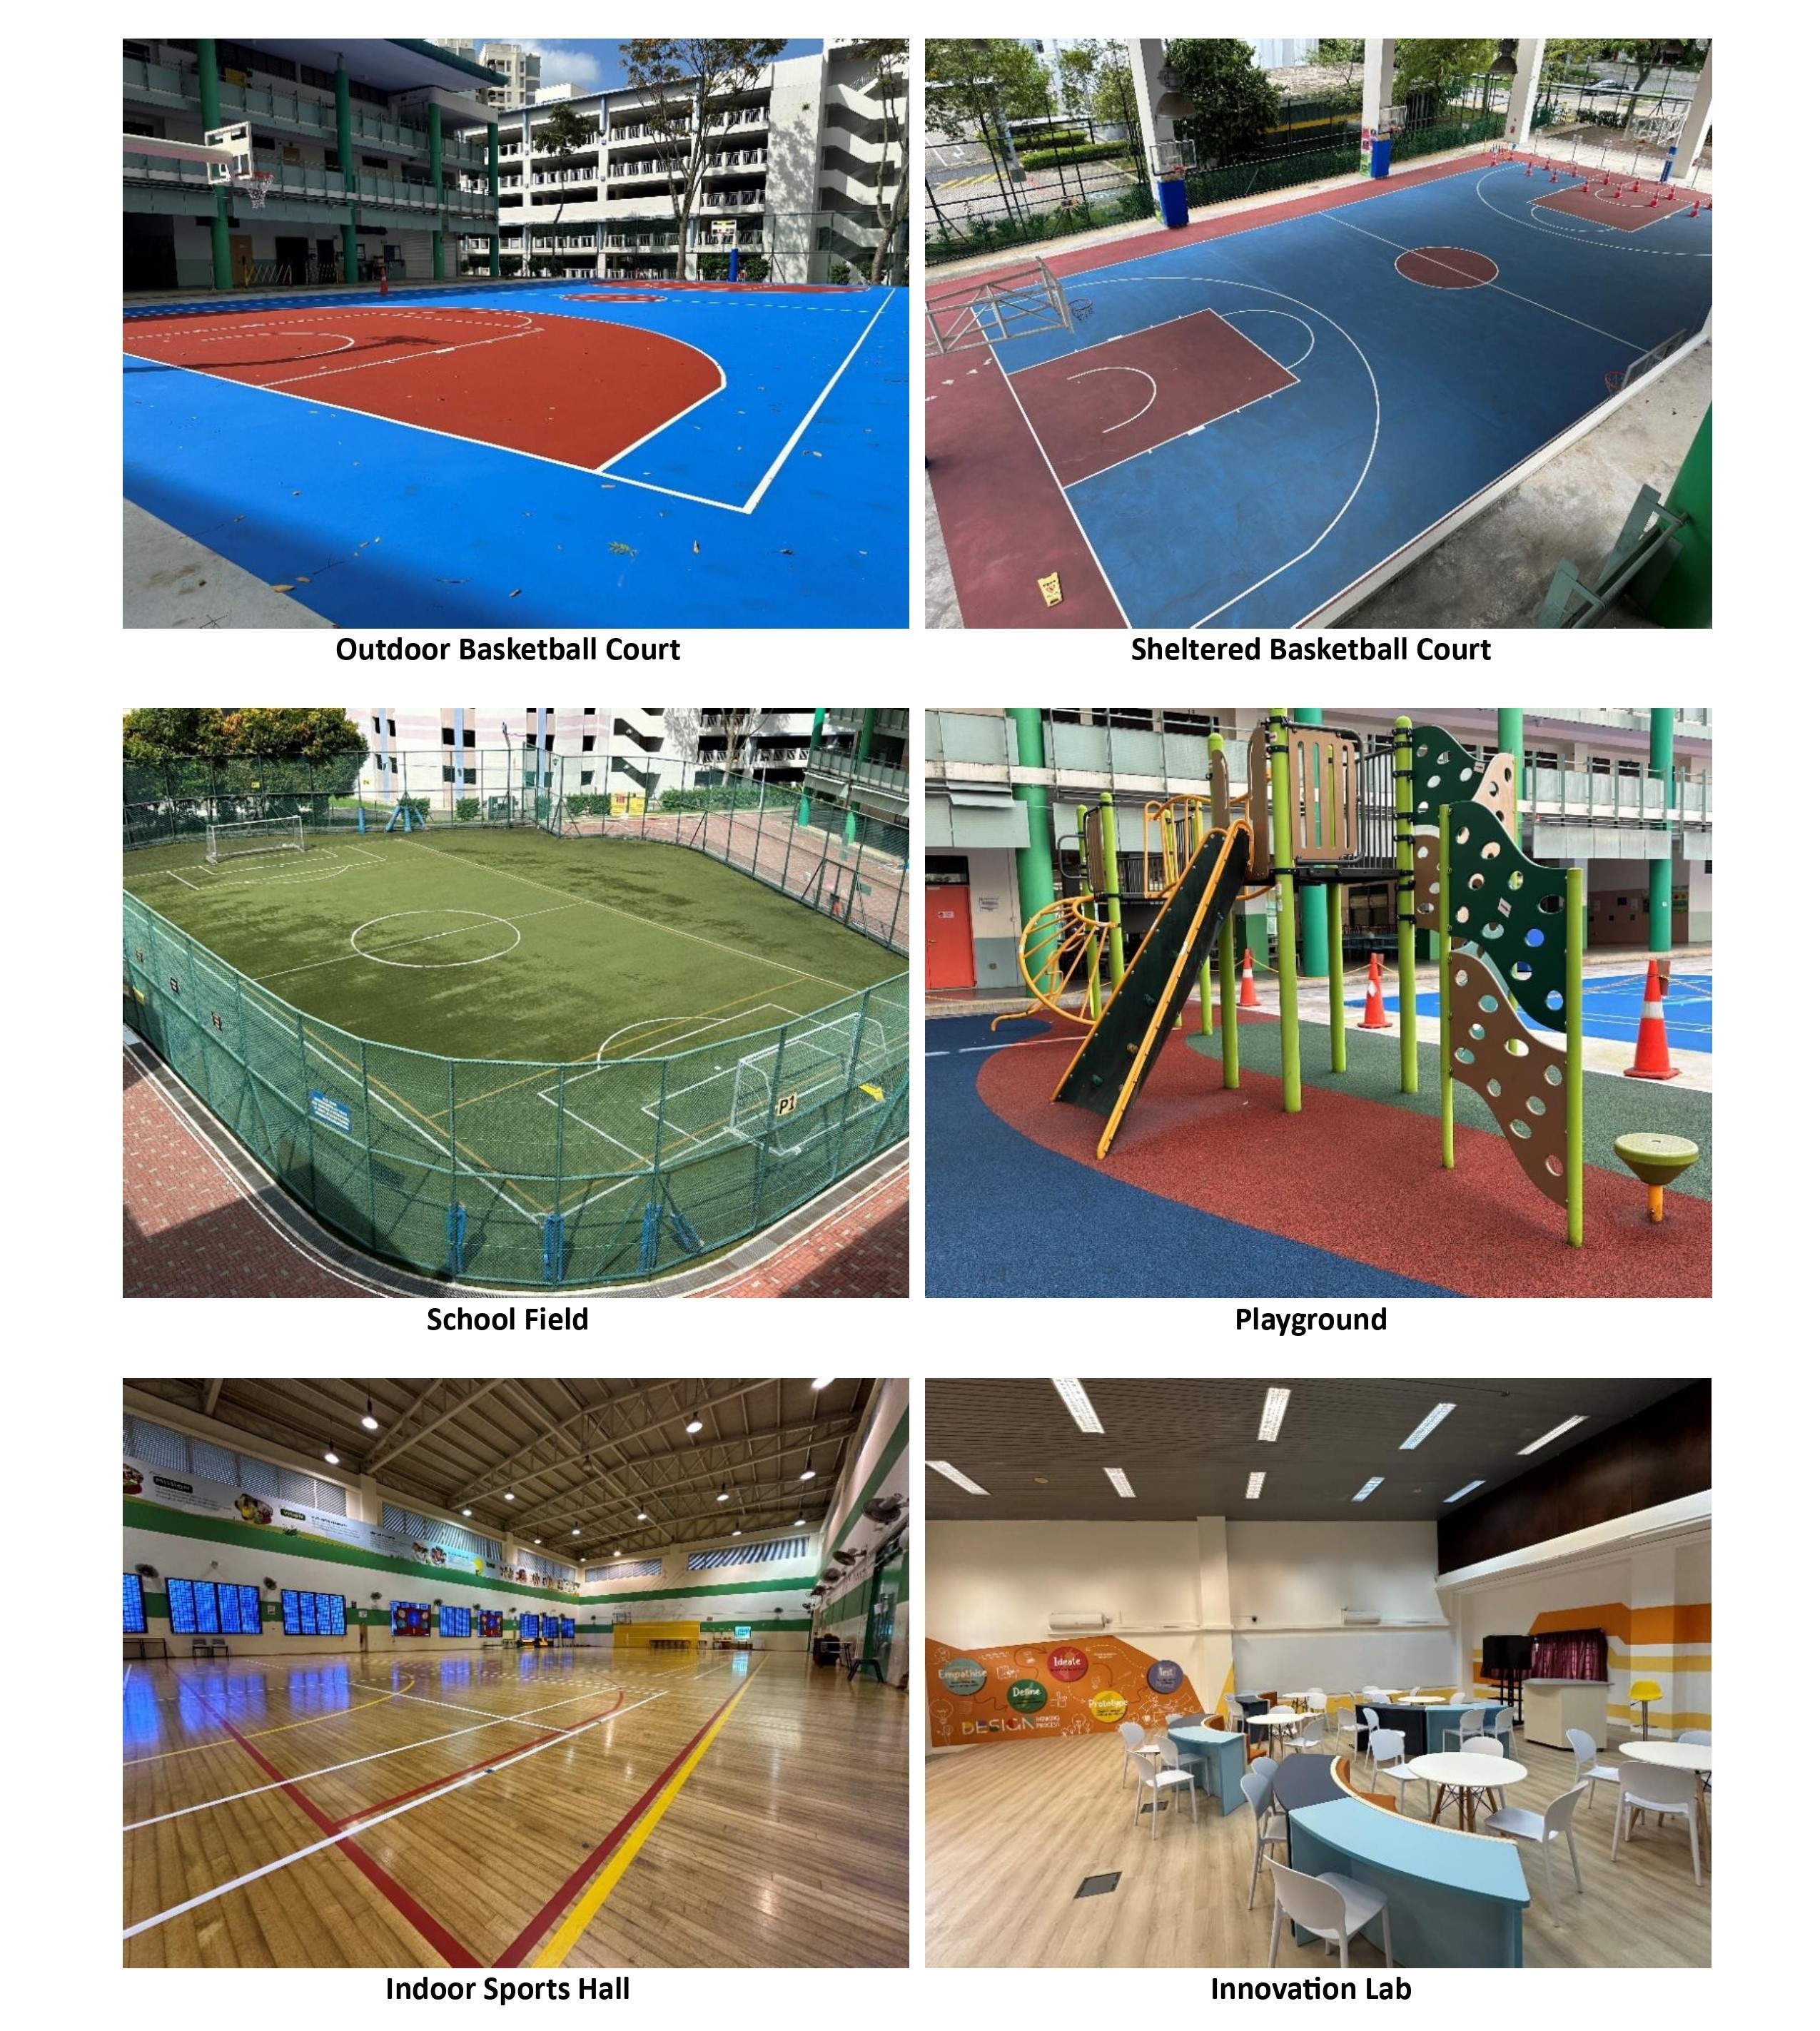 Outdoor Basketball Court
Sheltered Basketball Court
P1
School Field
Playground
Empathise
Define
Ideate
Prototype
Test
DESIGN
THINKING
PROCESS
Indoor Sports Hall
Innovation Lab